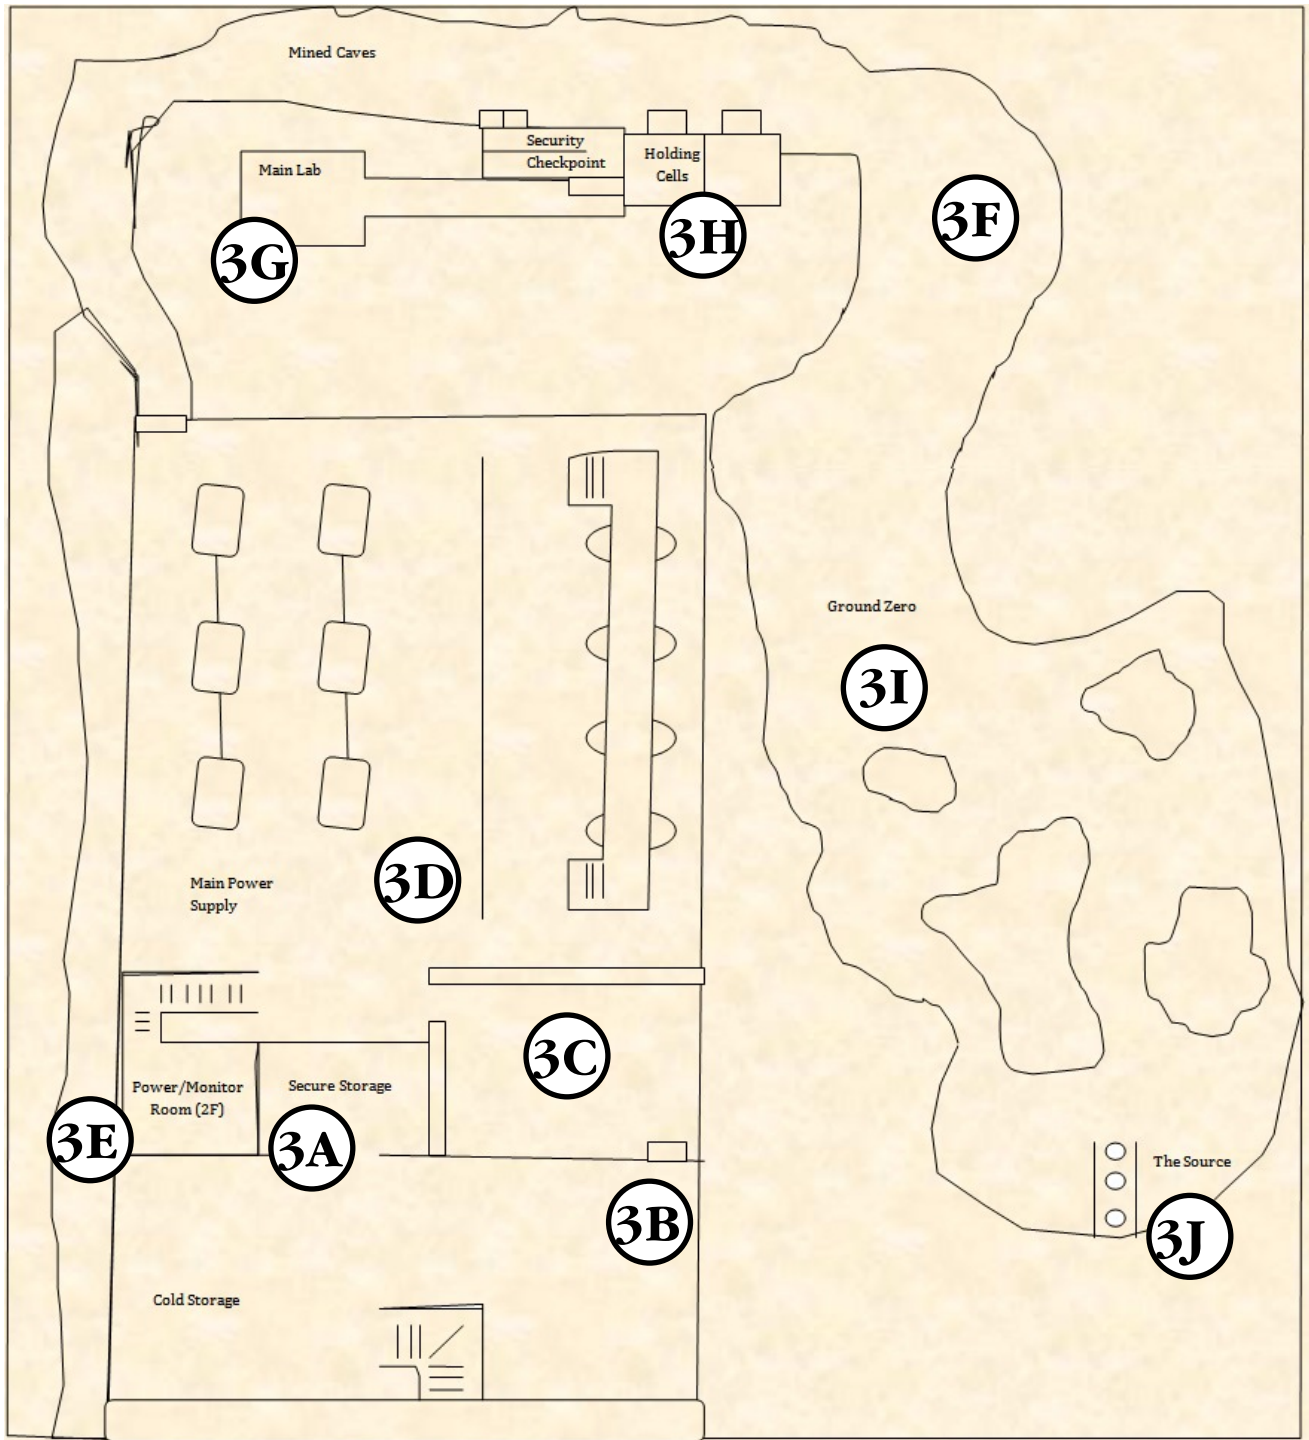 Mined Caves
Security
Checkpoint
Holding
Cells
Main Lab
3F
3H
3G
Ground Zero
3I
3D
Main Power
Supply
3C
Power/Monitor
Room (2F)
Secure Storage
3E
3A
The Source
3B
3J
Cold Storage